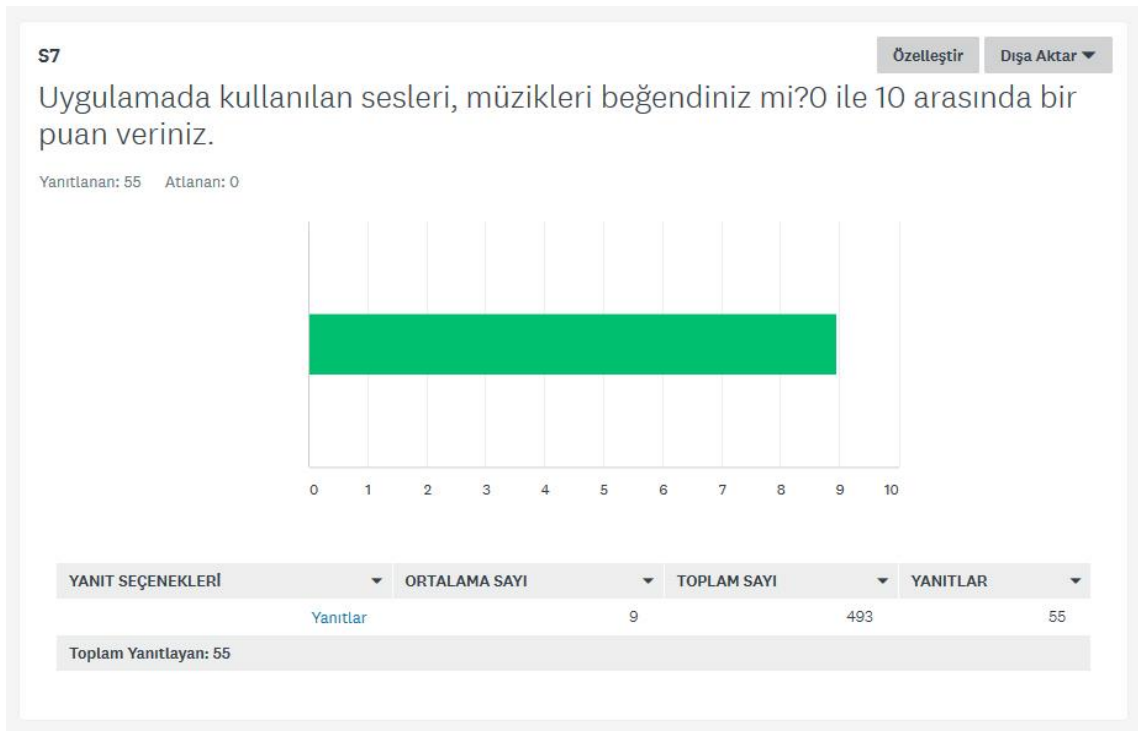 S7
Özelleştir
Dışa Aktar
Uygulamada kullanılan sesleri, müzikleri beğendiniz mi?0 ile 10 arasında bir
puan veriniz.
Yanıtlanan: 55 Atlanan: 0
0 1 2 3 4 5 6 7 8 9 10
YANIT SEÇENEKLERİ ORTALAMA SAYI TOPLAM SAYI YANITLAR
Yanıtlar 9 493 55
Toplam Yanıtlayan: 55